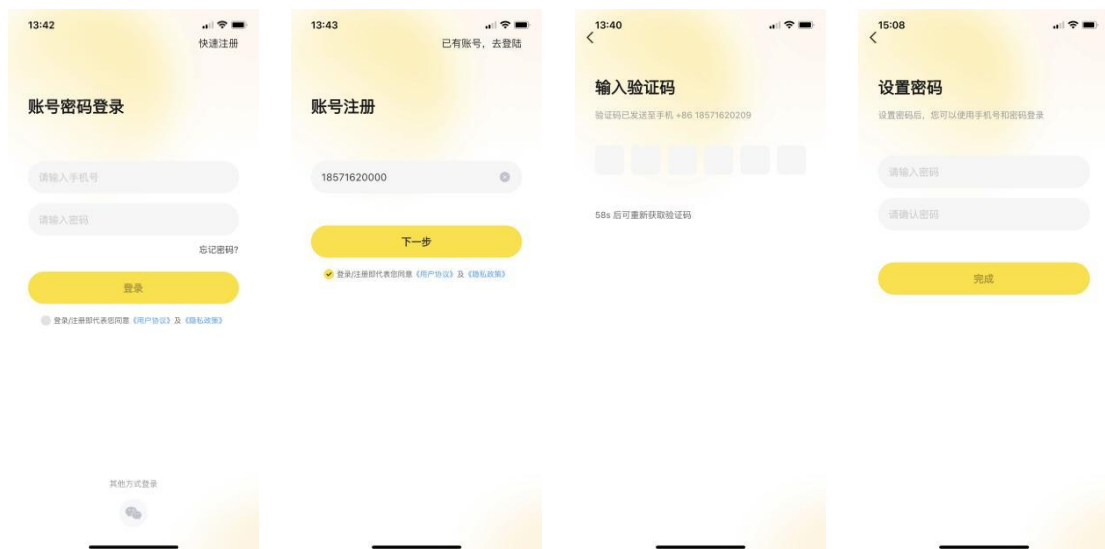 13:42
快速注册
账号密码登录
请输入手机号
请输入密码
忘记密码?
登录
登录/注册即代表您同意《用户协议》及《隐私政策》
其他方式登录
13:43
已有账号，去登陆
账号注册
18571620000
下一步
登录/注册即代表您同意《用户协议》及《隐私政策》
13:40
输入验证码
验证码已发送至手机 +86 18571620209
58s 后可重新获取验证码
15:08
设置密码
设置密码后，您可以使用手机号和密码登录
请输入密码
请确认密码
完成